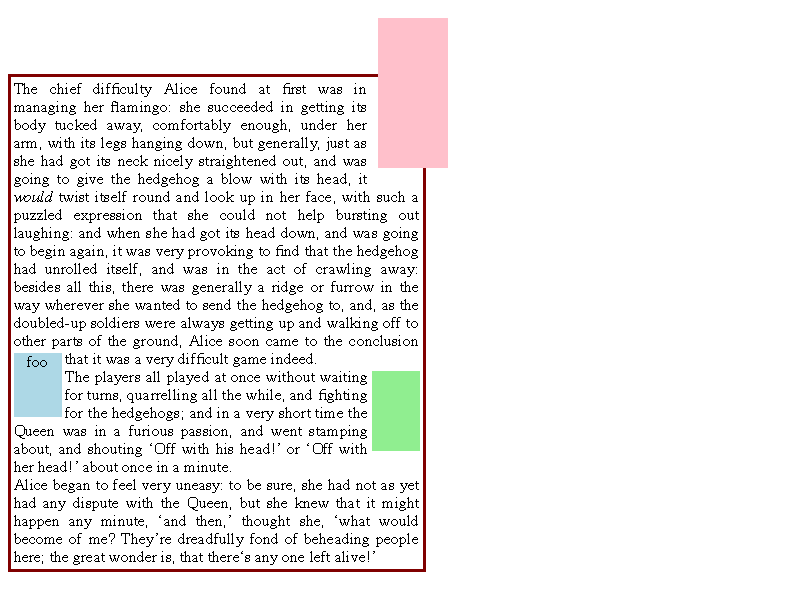 The chief difficulty Alice found at first was in
managing her flamingo: she succeeded in getting its
body tucked away, comfortably enough, under her
arm, with its legs hanging down, but generally, just as
she had got its neck nicely straightened out, and was
going to give the hedgehog a blow with its head, it
would twist itself round and look up in her face, with such a
puzzled expression that she could not help bursting out
laughing: and when she had got its head down, and was going
to begin again, it was very provoking to find that the hedgehog
had unrolled itself, and was in the act of crawling away:
besides all this, there was generally a ridge or furrow in the
way wherever she wanted to send the hedgehog to, and, as the
doubled-up soldiers were always getting up and walking off to
other parts of the ground, Alice soon came to the conclusion
foo
that it was a very difficult game indeed.
The players all played at once without waiting
for turns, quarrelling all the while, and fighting
for the hedgehogs; and in a very short time the
Queen was in a furious passion, and went stamping
about, and shouting ‘Off with his head!’ or ‘Off with
her head!’ about once in a minute.
Alice began to feel very uneasy: to be sure, she had not as yet
had any dispute with the Queen, but she knew that it might
happen any minute, ‘and then,’ thought she, ‘what would
become of me? They’re dreadfully fond of beheading people
here; the great wonder is, that there‘s any one left alive!’